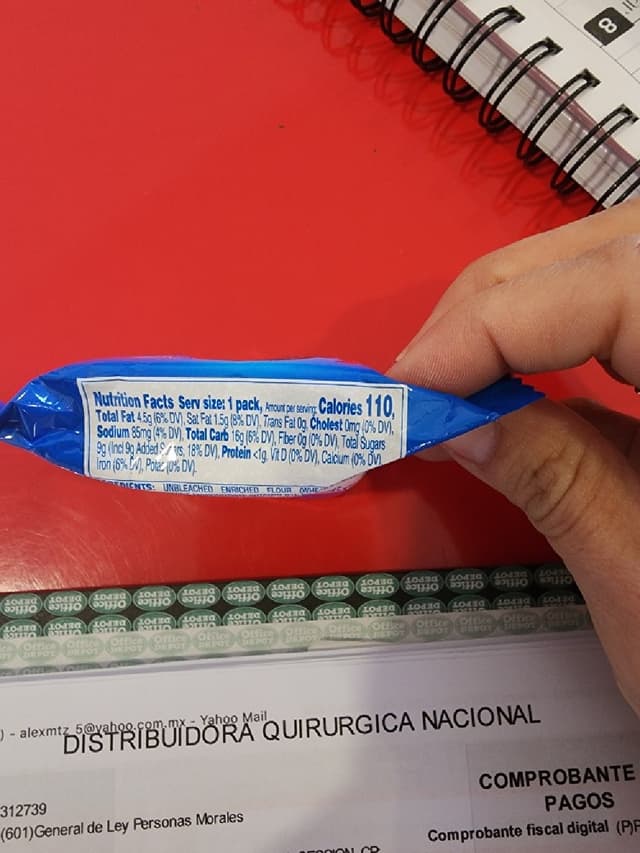 8
Nutrition Facts Serv size: 1 pack, Amount per serving: Calories 110,
Total Fat 4.5g (6% DV), Sat Fat 1.5g (8% DV), Trans Fat 0g, Cholest 0mg (0% DV),
Sodium 85mg (4% DV), Total Carb 16g (6% DV), Fiber 0g (0% DV), Total Sugars
9g (Incl 9g Added 18% DV), Protein <1g, Vit D (0% DV), Calcium (0% DV)
Iron (6% DV), (0% DV).
UNBLEACHED ENRICHED FLOUR
Office DEPOT
) - alexmtz_5@yahoo.com.mx - Yahoo Mail
DISTRIBUIDORA QUIRURGICA NACIONAL
COMPROBANTE
PAGOS
312739
(601)General de Ley Personas Morales
Comprobante fiscal digital (P)P